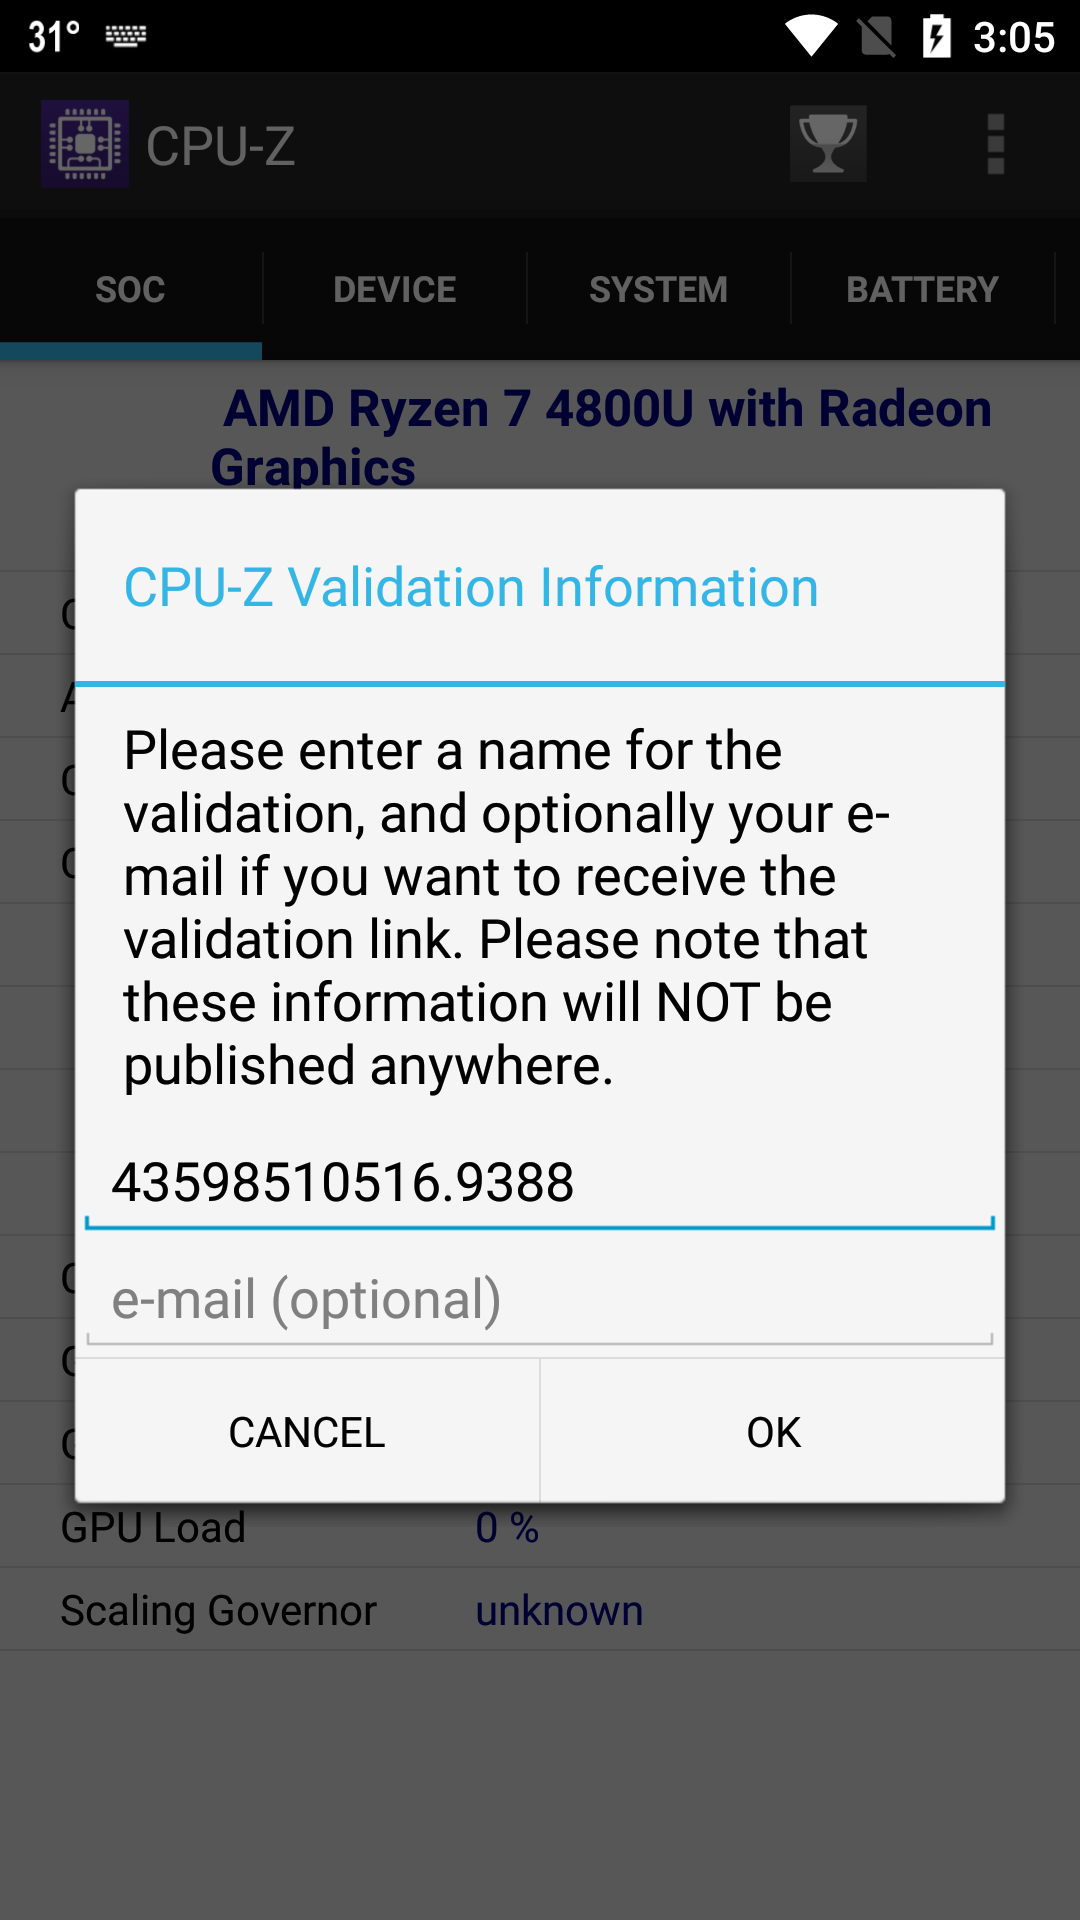 31° 3:05
CPU-Z
SOC DEVICE SYSTEM BATTERY
AMD Ryzen 7 4800U with Radeon
Graphics
CPU-Z Validation Information
Please enter a name for the
validation, and optionally your e-
mail if you want to receive the
validation link. Please note that
these information will NOT be
published anywhere.
43598510516.9388
e-mail (optional)
CANCEL OK
GPU Load 0 %
Scaling Governor unknown